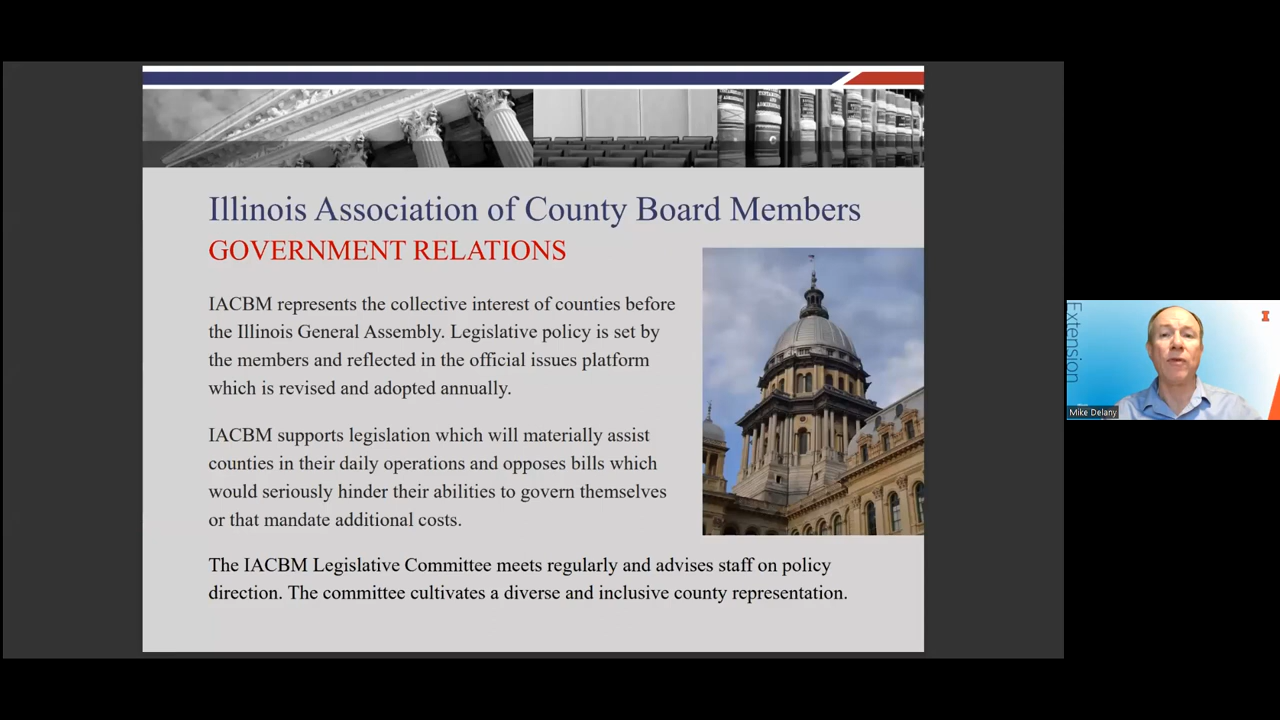 Illinois Association of County Board Members
GOVERNMENT RELATIONS
IACBM represents the collective interest of counties before
the Illinois General Assembly. Legislative policy is set by
the members and reflected in the official issues platform
which is revised and adopted annually.
IACBM supports legislation which will materially assist
counties in their daily operations and opposes bills which
would seriously hinder their abilities to govern themselves
or that mandate additional costs.
The IACBM Legislative Committee meets regularly and advises staff on policy
direction. The committee cultivates a diverse and inclusive county representation.
Extension
I
Mike Delany